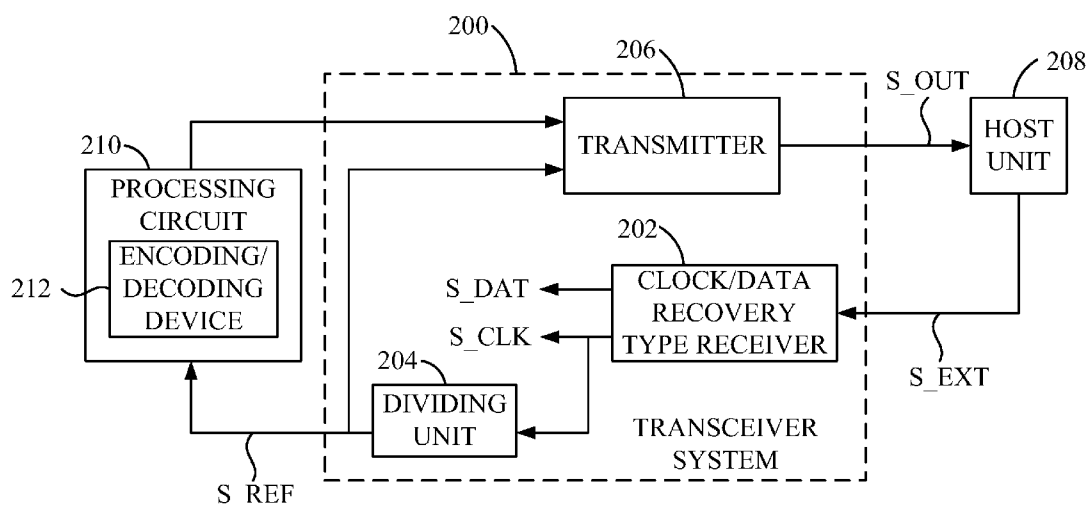 200
206
208
S_OUT
210
TRANSMITTER
HOST
UNIT
PROCESSING
CIRCUIT
202
ENCODING/
DECODING
DEVICE
212
S_DAT
CLOCK/DATA
RECOVERY
TYPE RECEIVER
S_CLK
204
S_EXT
DIVIDING
UNIT
TRANSCEIVER
SYSTEM
S_REF